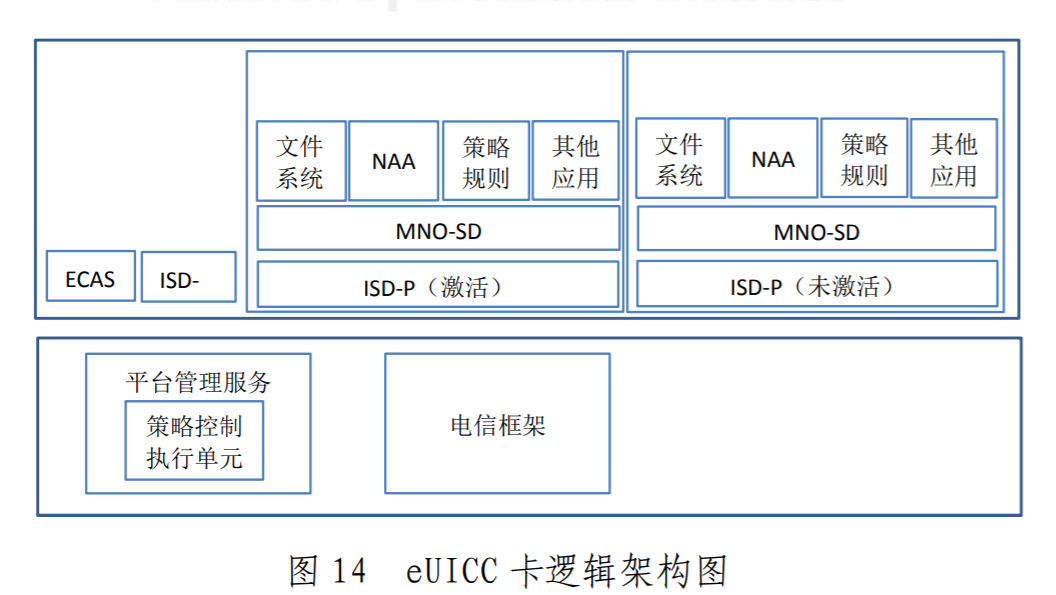 文件
系统
NAA
策略
规则
其他
应用
文件
系统
NAA
策略
规则
其他
应用
MNO-SD
MNO-SD
ECAS
ISD-
ISD-P（激活）
ISD-P（未激活）
平台管理服务
策略控制
执行单元
电信框架
图 14 eUICC 卡逻辑架构图